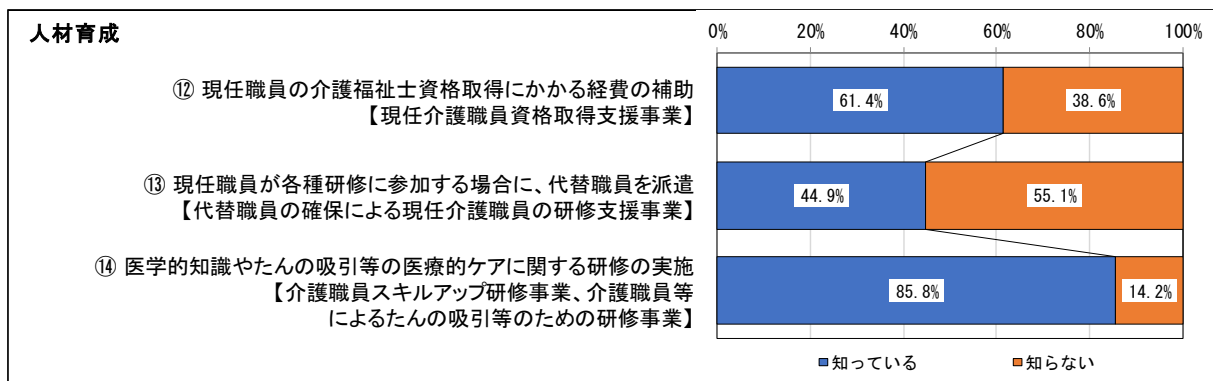 人材育成
0% 20% 40% 60% 80% 100%
⑫ 現任職員の介護福祉士資格取得にかかる経費の補助
【現任介護職員資格取得支援事業】
61.4% 38.6%
⑬ 現任職員が各種研修に参加する場合に、代替職員を派遣
【代替職員の確保による現任介護職員の研修支援事業】
44.9% 55.1%
⑭ 医学的知識やたんの吸引等の医療的ケアに関する研修の実施
【介護職員スキルアップ研修事業、介護職員等
によるたんの吸引等のための研修事業】
85.8% 14.2%
知っている 知らない